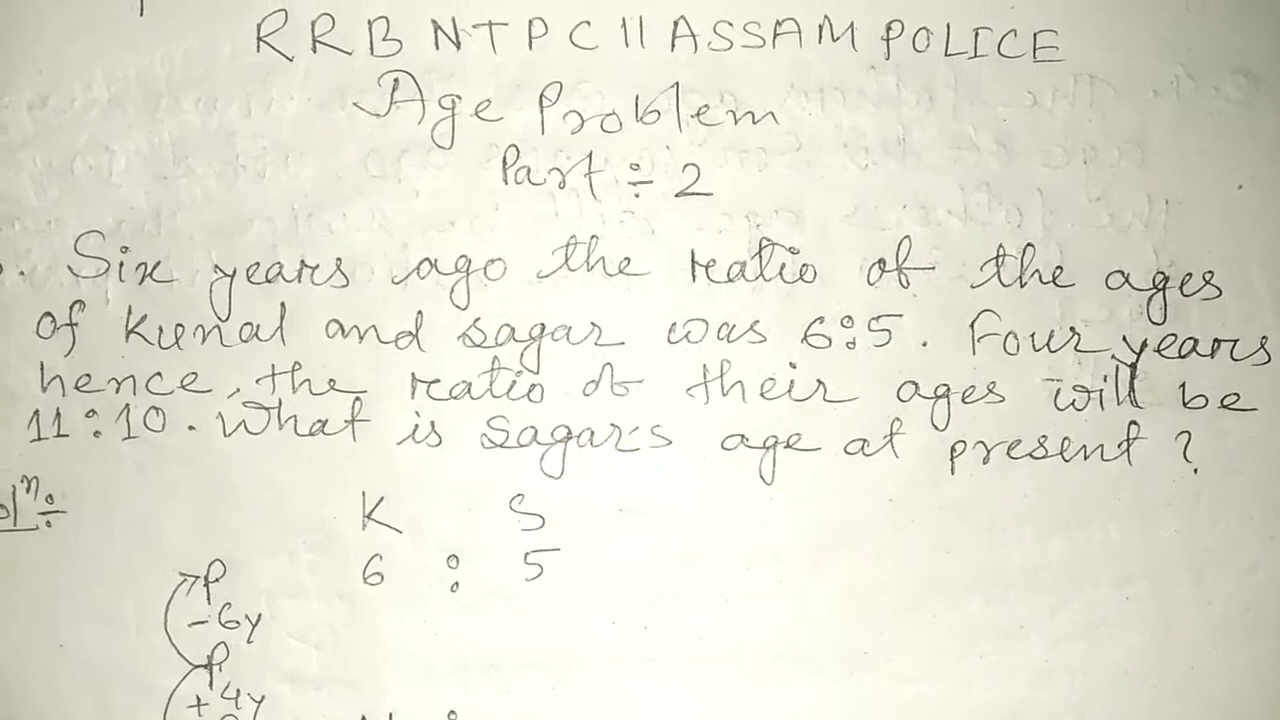 RRB NTPC || ASSAM POLICE
Age Problem
Part ÷ 2
Six years ago the ratio of the ages
of Kunal and Sagar was 6:5. Four years
hence, the ratio of their ages will be
11:10. What is Sagar's age at present?
olⁿ÷
K S
P 6 : 5
-6y
P
+4y